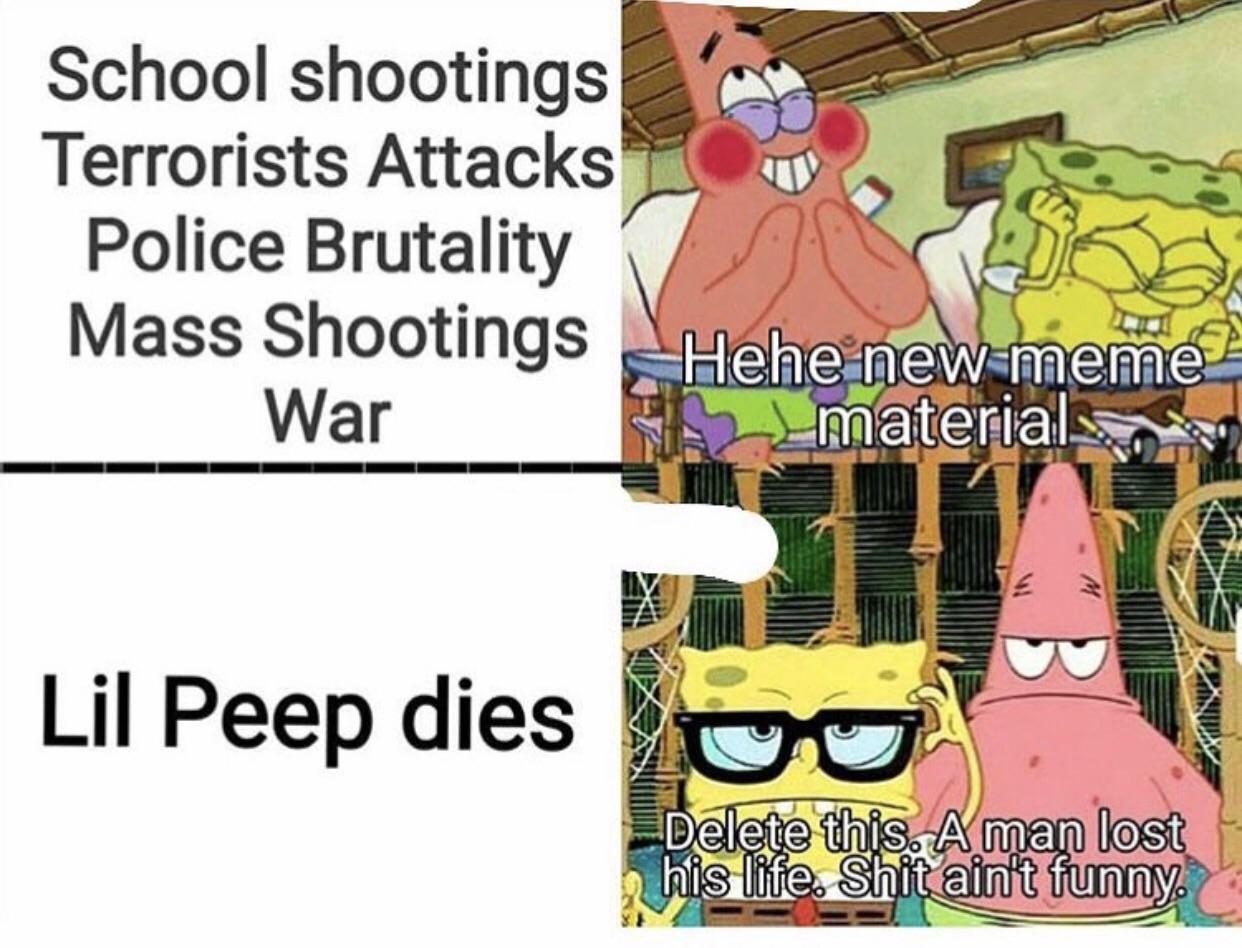 School shootings
Terrorists Attacks
Police Brutality
Mass Shootings
War
Hehe new meme
material
Lil Peep dies
Delete this. A man lost
his life. Shit ain't funny.